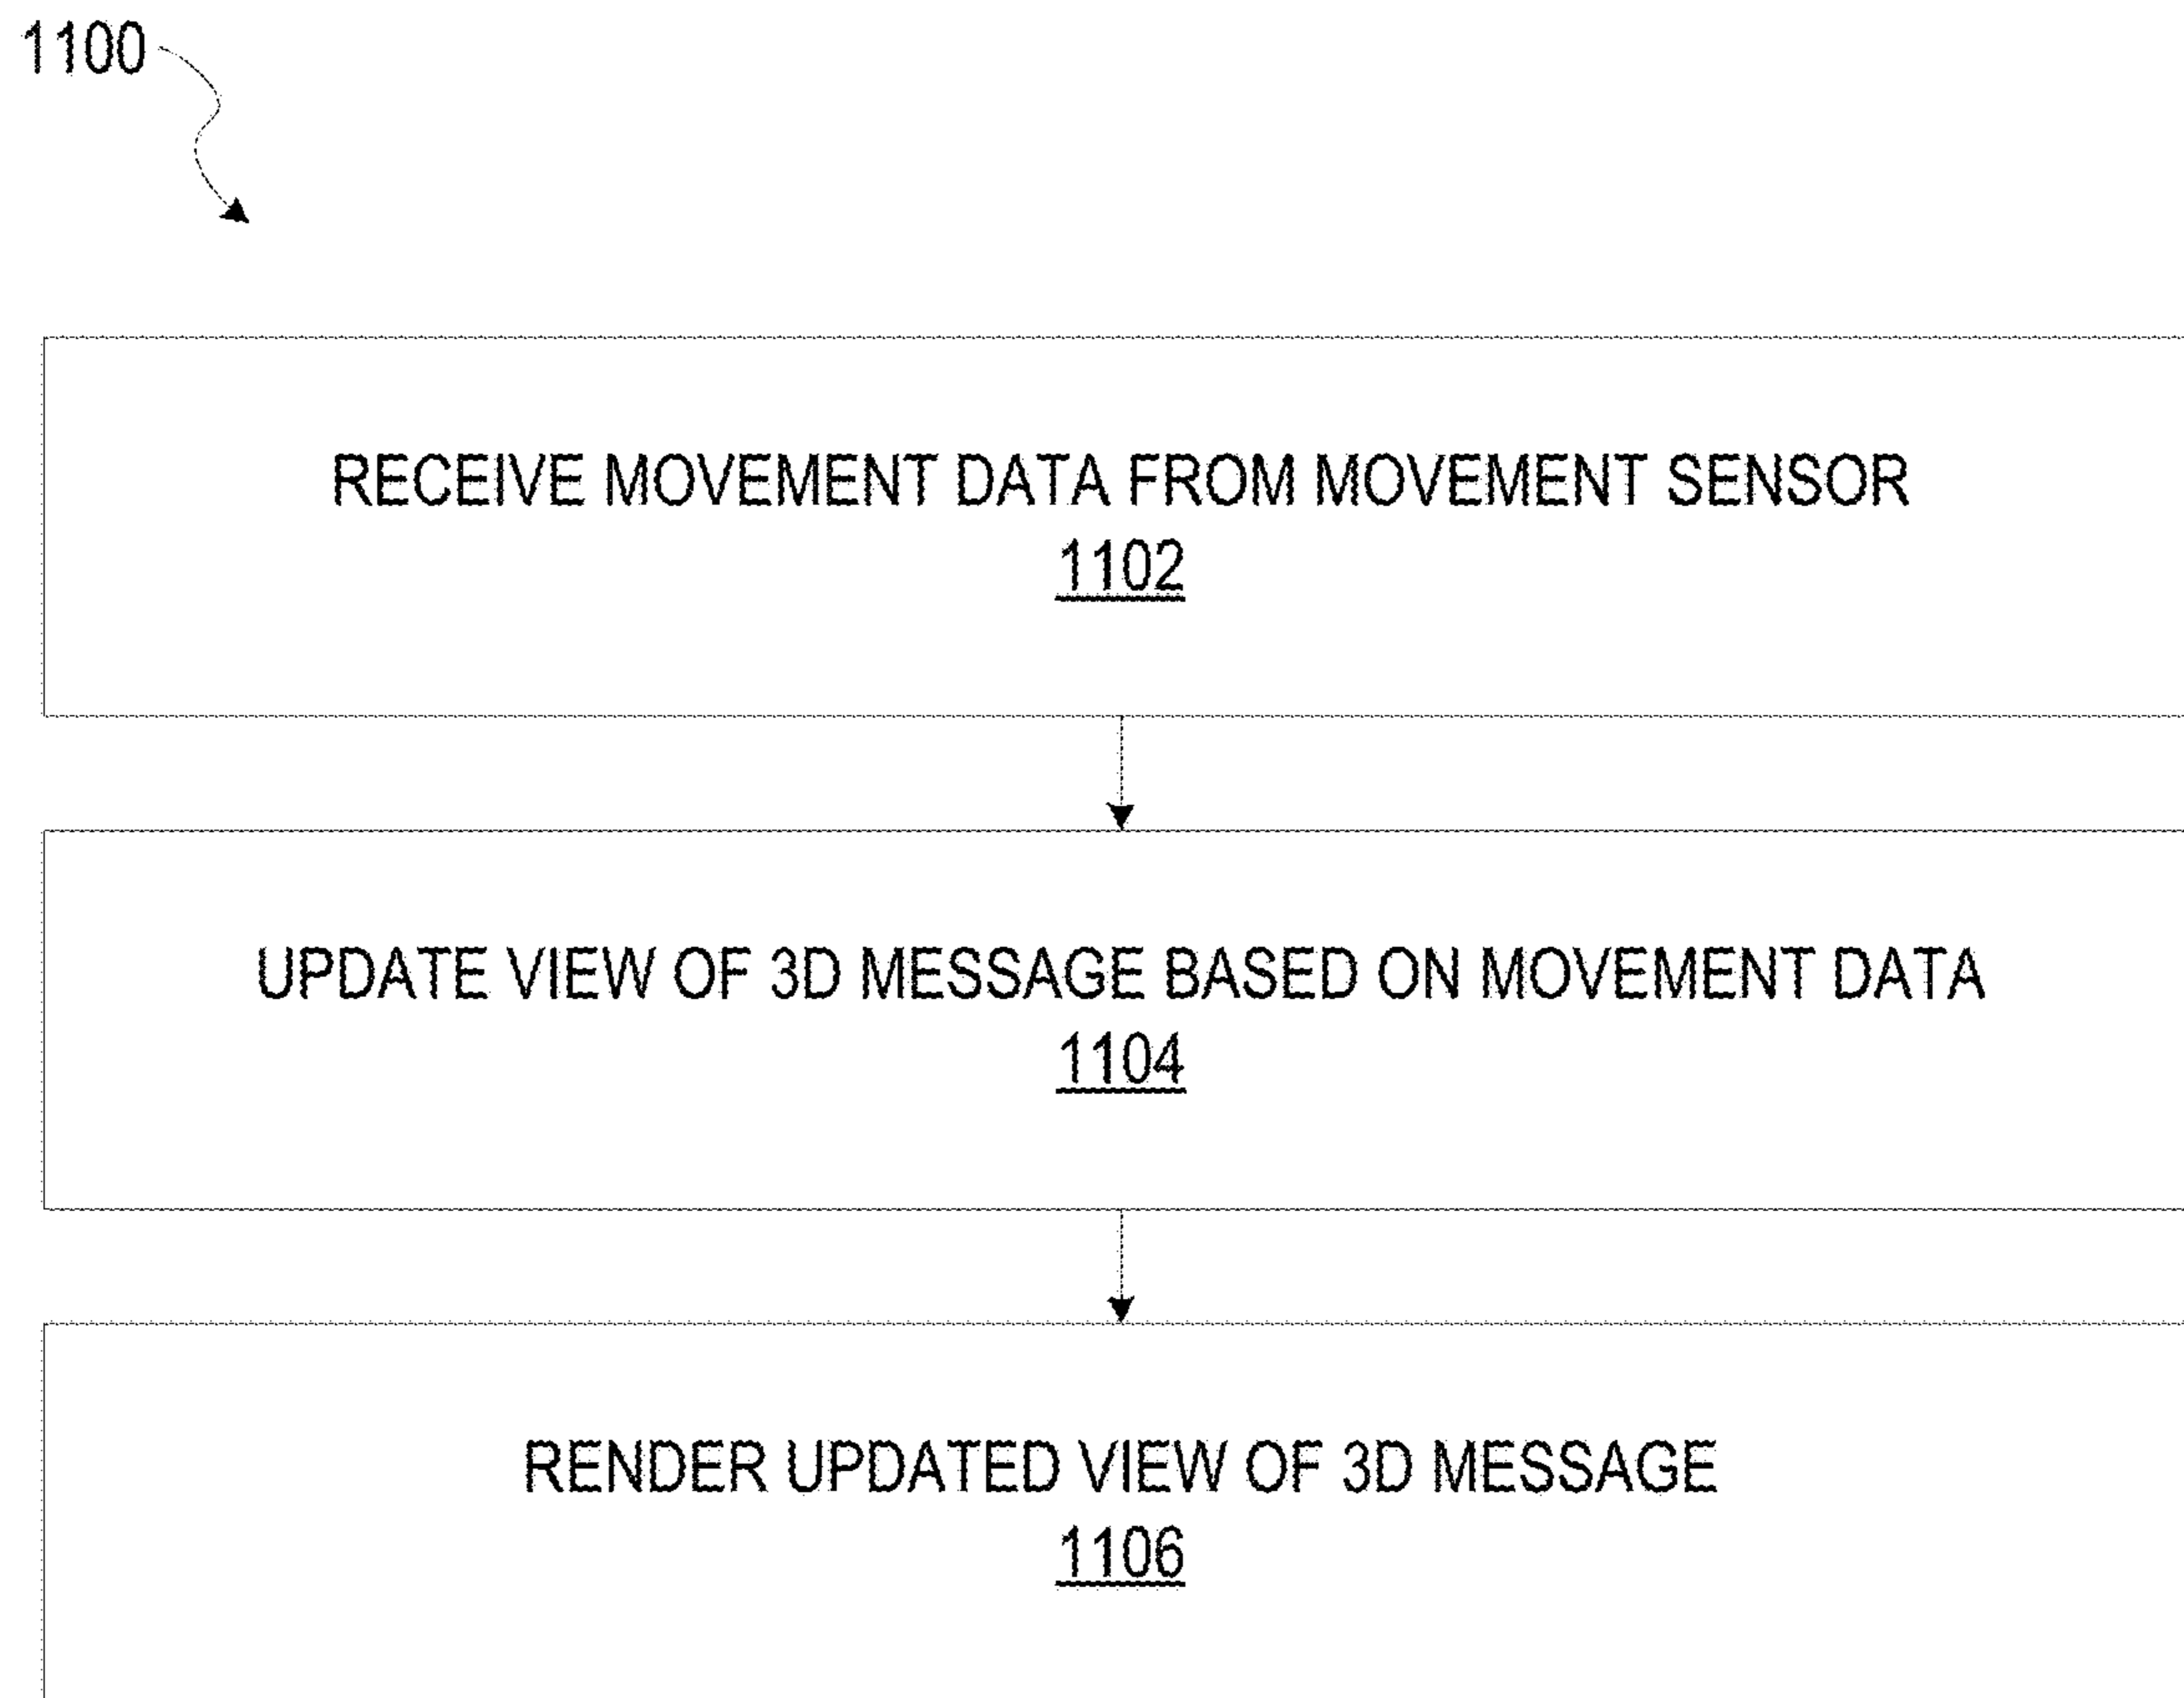 1100
RECEIVE MOVEMENT DATA FROM MOVEMENT SENSOR
1102
UPDATE VIEW OF 3D MESSAGE BASED ON MOVEMENT DATA
1104
RENDER UPDATED VIEW OF 3D MESSAGE
1106